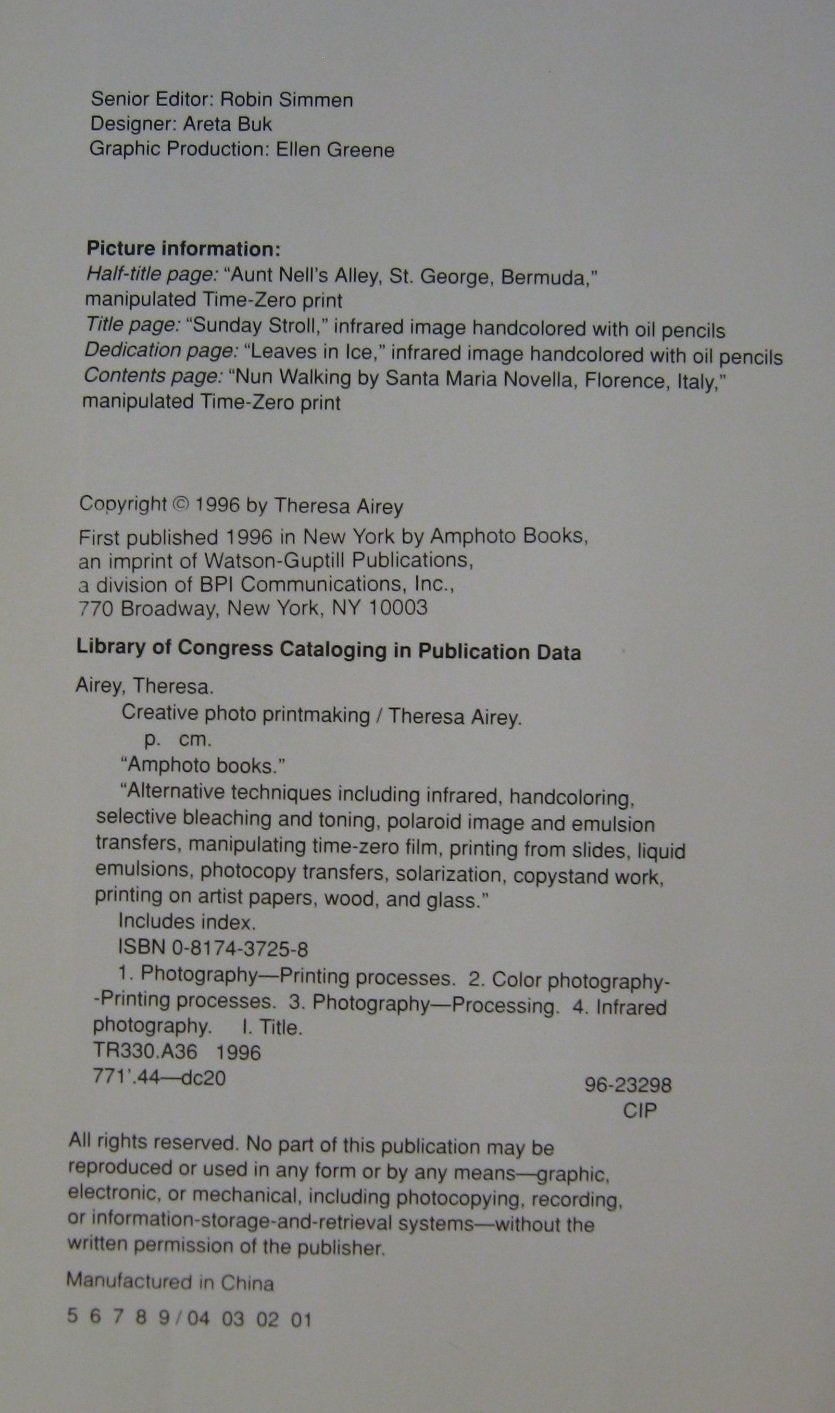 Senior Editor: Robin Simmen
Designer: Areta Buk
Graphic Production: Ellen Greene
Picture information:
Half-title page: “Aunt Nell’s Alley, St. George, Bermuda,”
manipulated Time-Zero print
Title page: “Sunday Stroll,” infrared image handcolored with oil pencils
Dedication page: “Leaves in Ice,” infrared image handcolored with oil pencils
Contents page: “Nun Walking by Santa Maria Novella, Florence, Italy,”
manipulated Time-Zero print
Copyright © 1996 by Theresa Airey
First published 1996 in New York by Amphoto Books,
an imprint of Watson-Guptill Publications,
a division of BPI Communications, Inc.,
770 Broadway, New York, NY 10003
Library of Congress Cataloging in Publication Data
Airey, Theresa.
Creative photo printmaking / Theresa Airey.
p. cm.
“Amphoto books.”
“Alternative techniques including infrared, handcoloring,
selective bleaching and toning, polaroid image and emulsion
transfers, manipulating time-zero film, printing from slides, liquid
emulsions, photocopy transfers, solarization, copystand work,
printing on artist papers, wood, and glass.”
Includes index.
ISBN 0-8174-3725-8
1. Photography—Printing processes. 2. Color photography-
-Printing processes. 3. Photography—Processing. 4. Infrared
photography. I. Title.
TR330.A36 1996
771’.44—dc20
96-23298
CIP
All rights reserved. No part of this publication may be
reproduced or used in any form or by any means—graphic,
electronic, or mechanical, including photocopying, recording,
or information-storage-and-retrieval systems—without the
written permission of the publisher.
Manufactured in China
5 6 7 8 9/04 03 02 01